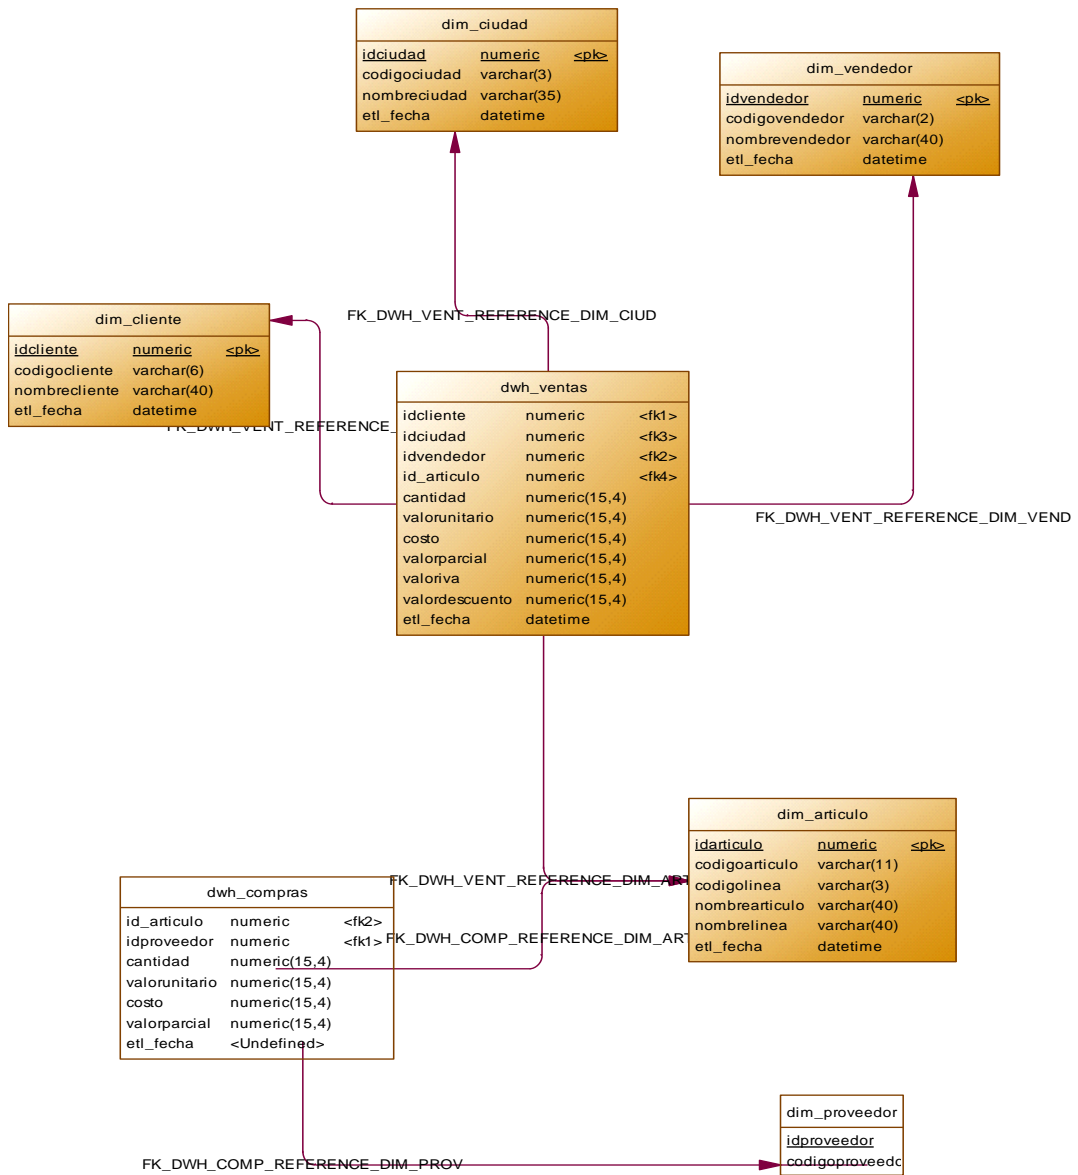 dim_ciudad
idciudad numeric <pk>
codigociudad varchar(3)
nombreciudad varchar(35)
etl_fecha datetime
dim_vendedor
idvendedor numeric <pk>
codigovendedor varchar(2)
nombrevendedor varchar(40)
etl_fecha datetime
FK_DWH_VENT_REFERENCE_DIM_CIUD
dim_cliente
idcliente numeric <pk>
codigocliente varchar(6)
nombrecliente varchar(40)
etl_fecha datetime
FK_DWH_VENT_REFERENCE_
dwh_ventas
idcliente numeric <fk1>
idciudad numeric <fk3>
idvendedor numeric <fk2>
id_articulo numeric <fk4>
cantidad numeric(15,4)
valorunitario numeric(15,4)
costo numeric(15,4)
valorparcial numeric(15,4)
valoriva numeric(15,4)
valordescuento numeric(15,4)
etl_fecha datetime
FK_DWH_VENT_REFERENCE_DIM_VEND
dim_articulo
idarticulo numeric <pk>
codigoarticulo varchar(11)
codigolinea varchar(3)
nombrearticulo varchar(40)
nombrelinea varchar(40)
etl_fecha datetime
FK_DWH_VENT_REFERENCE_DIM_ART
FK_DWH_COMP_REFERENCE_DIM_ART
dwh_compras
id_articulo numeric <fk2>
idproveedor numeric <fk1>
cantidad numeric(15,4)
valorunitario numeric(15,4)
costo numeric(15,4)
valorparcial numeric(15,4)
etl_fecha <Undefined>
FK_DWH_COMP_REFERENCE_DIM_PROV
dim_proveedor
idproveedor
codigoproveedo